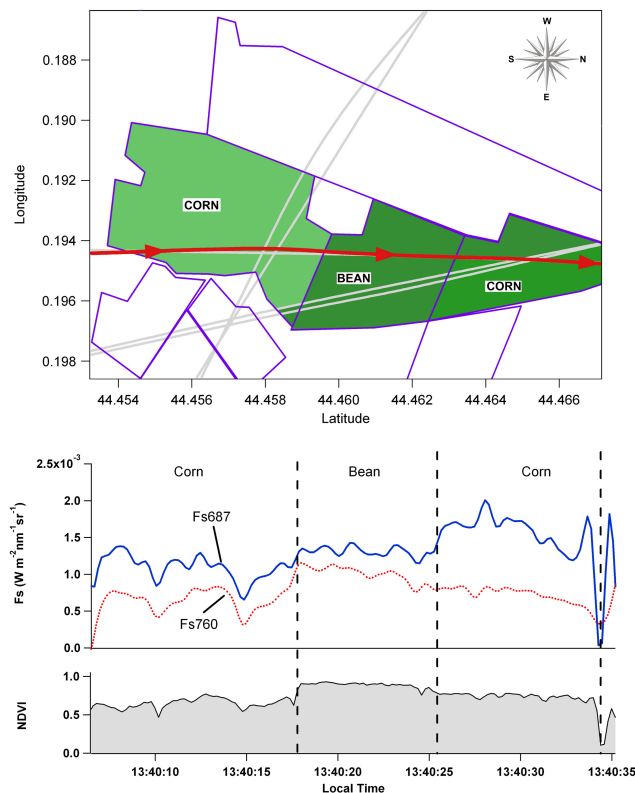 W
S N
E
0.188
0.190
0.192
0.194
0.196
0.198
Longitude
CORN
BEAN
CORN
44.454 44.456 44.458 44.460 44.462 44.464 44.466
Latitude
2.5x10⁻³
2.0
1.5
1.0
0.5
0.0
Fs (W m⁻²nm⁻¹sr⁻¹)
Corn Bean Corn
Fs687
Fs760
1.0
0.5
0.0
NDVI
13:40:10 13:40:15 13:40:20 13:40:25 13:40:30 13:40:35
Local Time